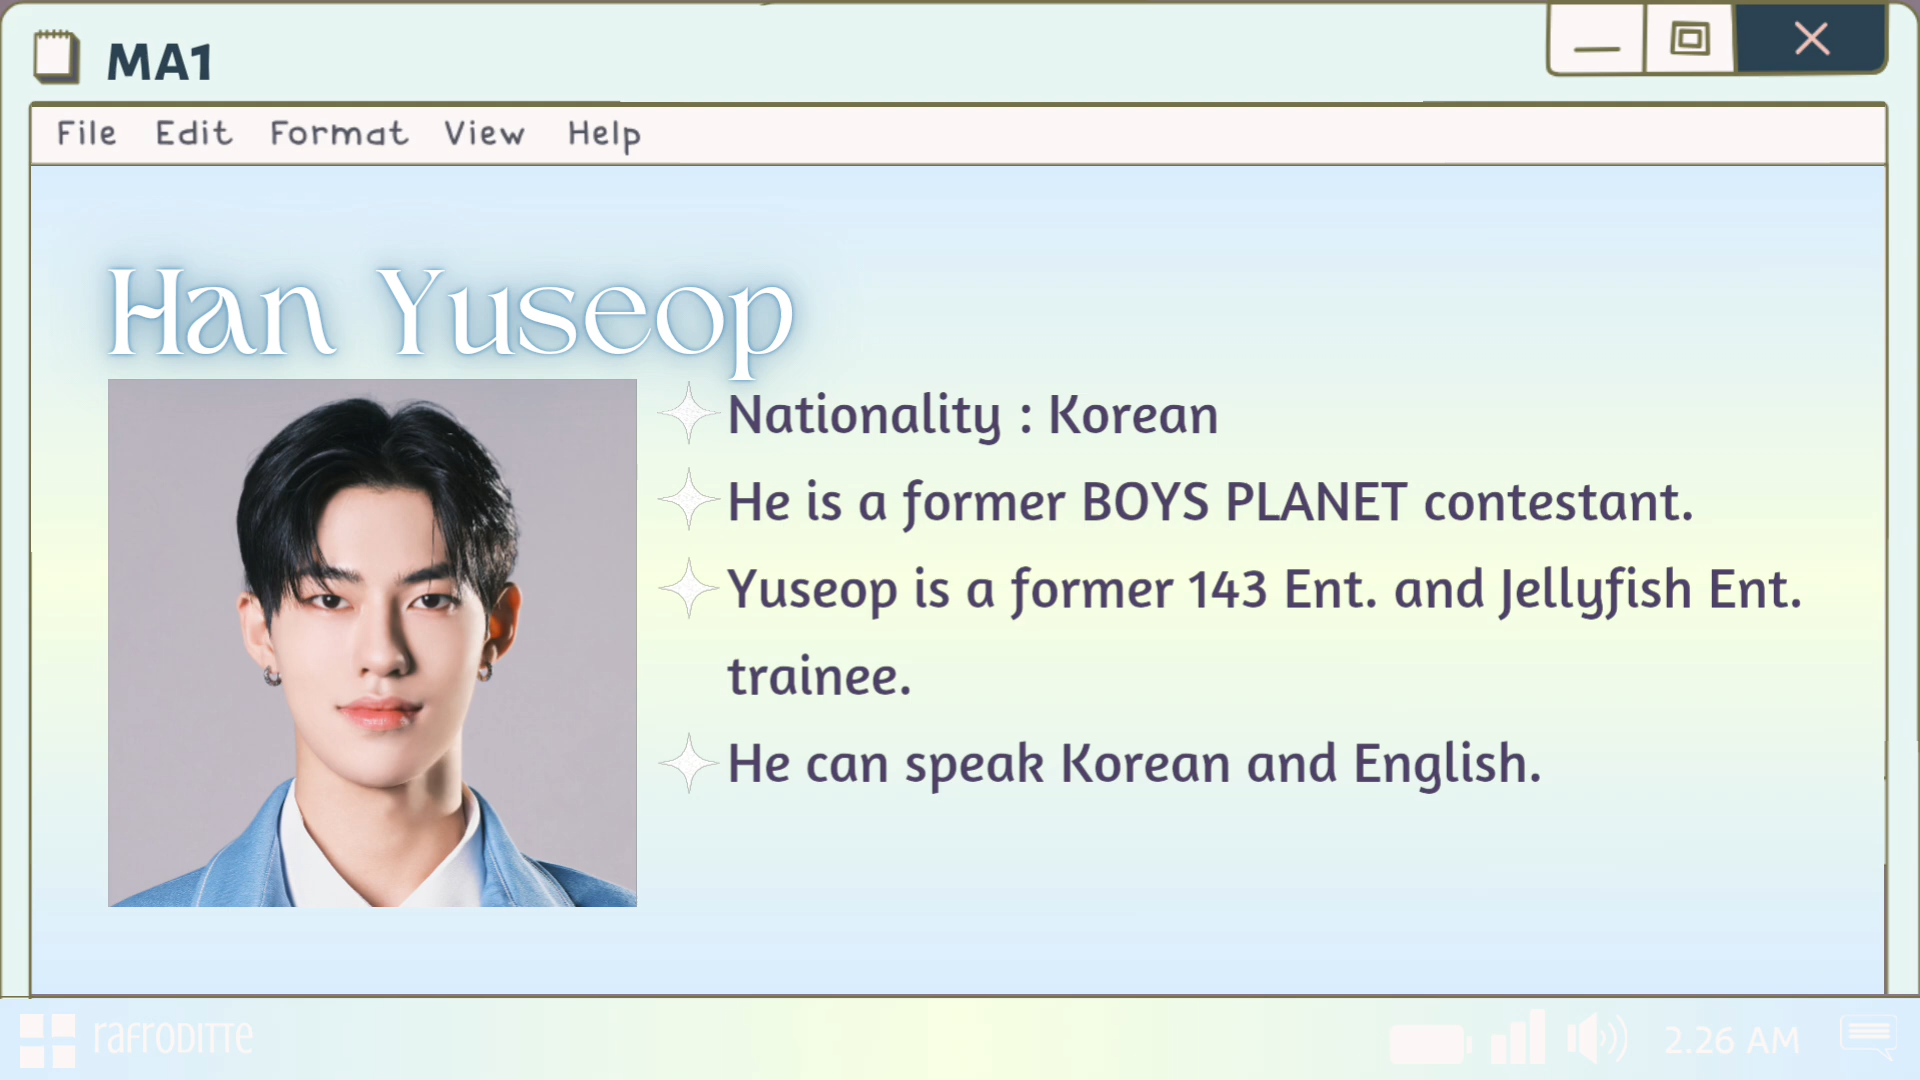 MA1
File Edit Format View Help
Han Yuseop
Nationality : Korean
He is a former BOYS PLANET contestant.
Yuseop is a former 143 Ent. and Jellyfish Ent.
trainee.
He can speak Korean and English.
rafroditte 2.26 AM